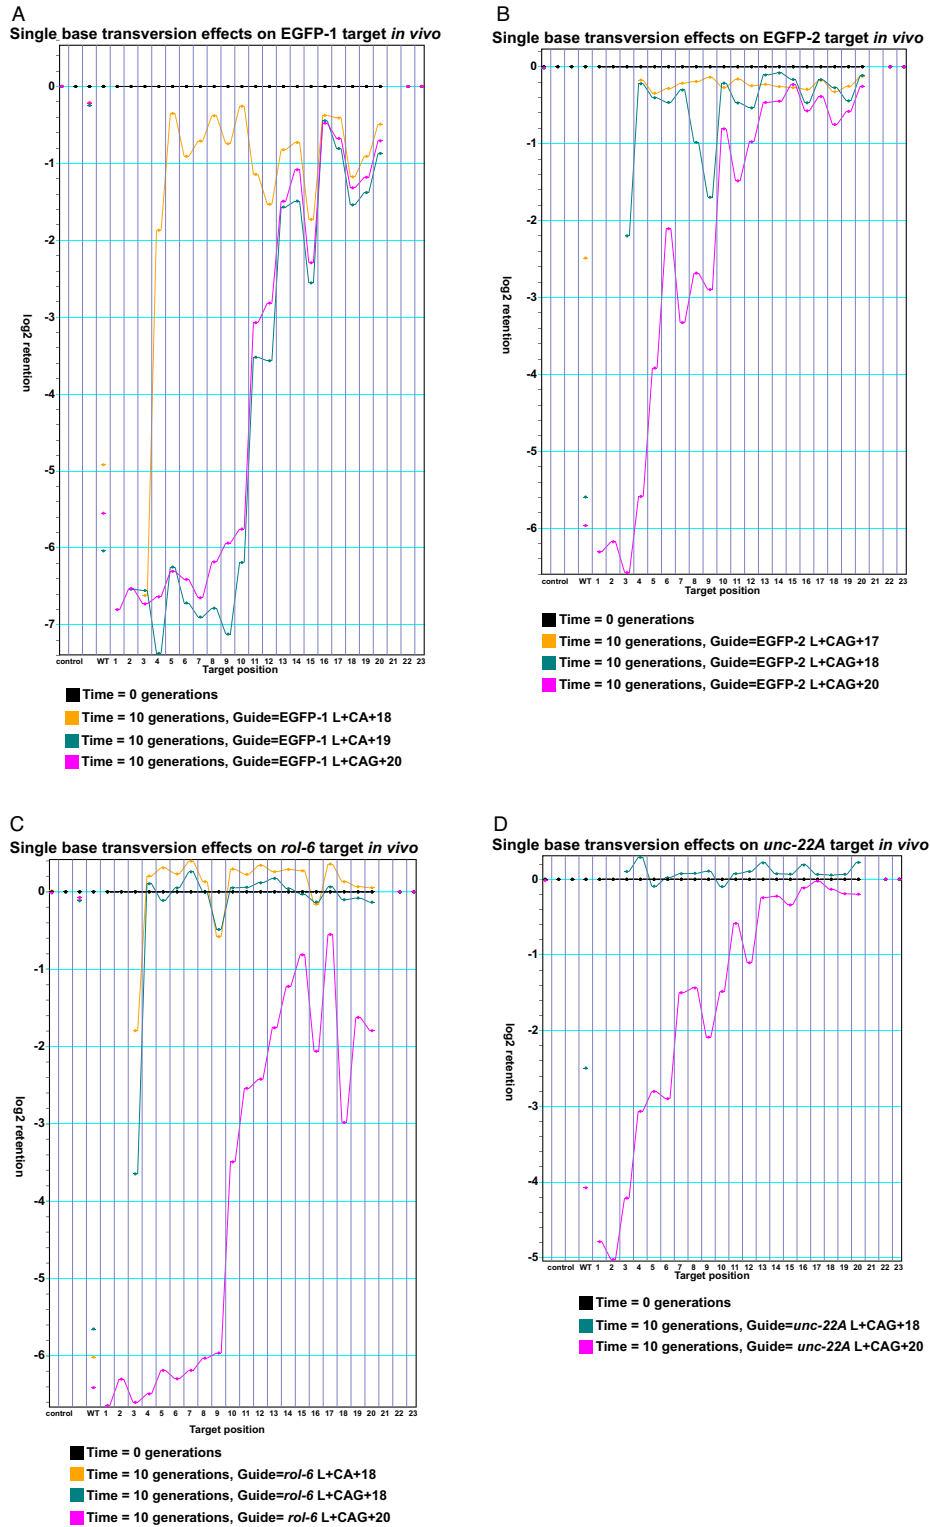 A
Single base transversion effects on EGFP-1 target in vivo
0
-1
-2
-3
-4
-5
-6
-7
log2 retention
control WT 1 2 3 4 5 6 7 8 9 10 11 12 13 14 15 16 17 18 19 20 22 23
Target position
Time = 0 generations
Time = 10 generations, Guide=EGFP-1 L+CA+18
Time = 10 generations, Guide=EGFP-1 L+CA+19
Time = 10 generations, Guide=EGFP-1 L+CAG+20
B
Single base transversion effects on EGFP-2 target in vivo
0
-1
-2
-3
-4
-5
-6
log2 retention
control WT 1 2 3 4 5 6 7 8 9 10 11 12 13 14 15 16 17 18 19 20 22 23
Target position
Time = 0 generations
Time = 10 generations, Guide=EGFP-2 L+CAG+17
Time = 10 generations, Guide=EGFP-2 L+CAG+18
Time = 10 generations, Guide=EGFP-2 L+CAG+20
C
Single base transversion effects on rol-6 target in vivo
0
-1
-2
-3
-4
-5
-6
log2 retention
control WT 1 2 3 4 5 6 7 8 9 10 11 12 13 14 15 16 17 18 19 20 22 23
Target position
Time = 0 generations
Time = 10 generations, Guide=rol-6 L+CA+18
Time = 10 generations, Guide=rol-6 L+CAG+18
Time = 10 generations, Guide= rol-6 L+CAG+20
D
Single base transversion effects on unc-22A target in vivo
0
-1
-2
-3
-4
-5
log2 retention
control WT 1 2 3 4 5 6 7 8 9 10 11 12 13 14 15 16 17 18 19 20 22 23
Target position
Time = 0 generations
Time = 10 generations, Guide=unc-22A L+CAG+18
Time = 10 generations, Guide= unc-22A L+CAG+20